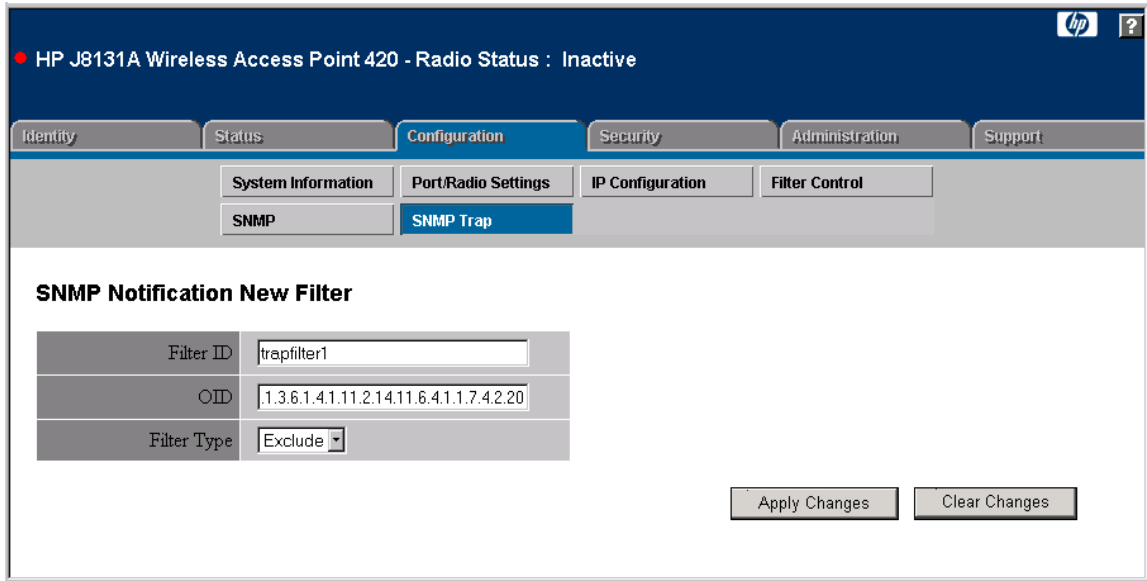 hp ?
HP J8131A Wireless Access Point 420 - Radio Status : Inactive
Identity Status Configuration Security Administration Support
System Information Port/Radio Settings IP Configuration Filter Control
SNMP SNMP Trap
SNMP Notification New Filter
Filter ID trapfilter1
OID .1.3.6.1.4.1.11.2.14.11.6.4.1.1.7.4.2.20
Filter Type Exclude
Apply Changes Clear Changes